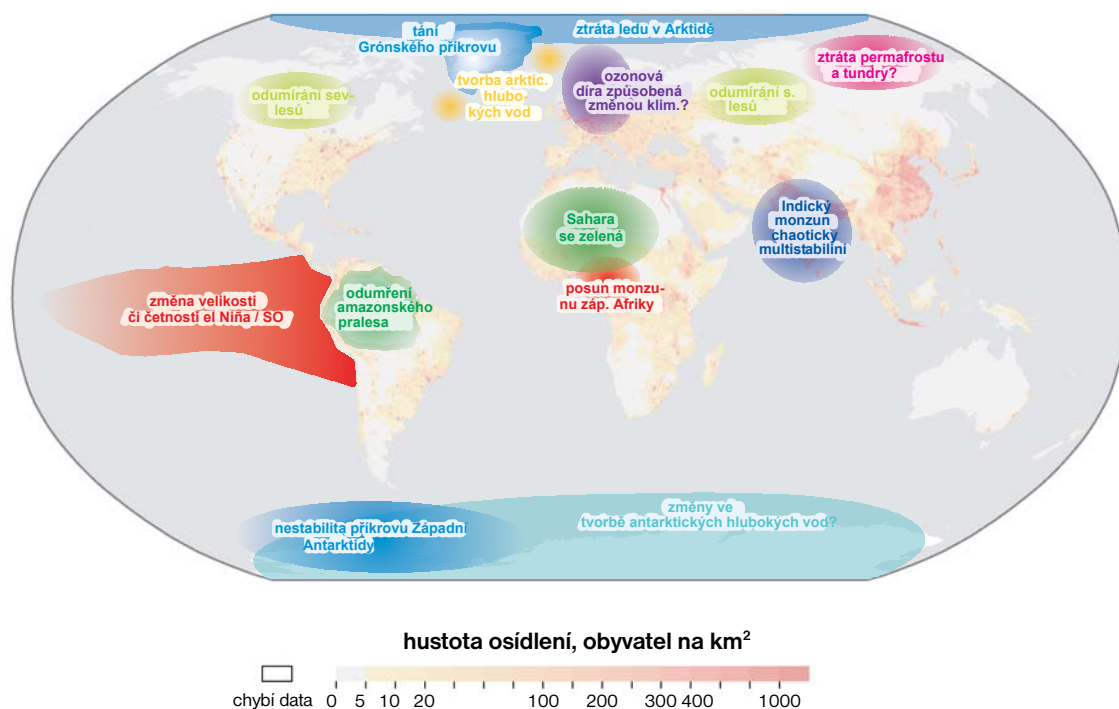 tání
Grónského příkrovu
ztráta ledu v Arktidě
ztráta permafrostu
a tundry?
tvorba arktic.
hlubo-
kých vod
ozonová
díra způsobená
změnou klim.?
odumírání sev-
lesů
odumírání s.
lesů
Sahara
se zelená
Indický
monzun
chaotický
multistabilní
změna velikosti
či četnosti el Niña / SO
odumření
amazonského
pralesa
posun monzu-
nu záp. Afriky
změny ve
tvorbě antarktických hlubokých vod?
nestabilita příkrovu Západní
Antarktidy
hustota osídlení, obyvatel na km²
chybí data 0 5 10 20 100 200 300 400 1000